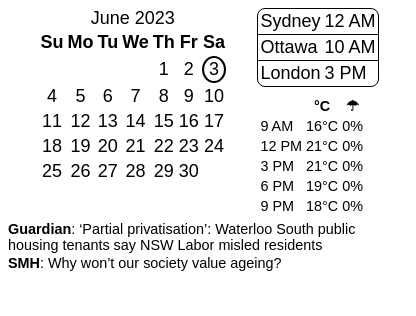 June 2023
Su Mo Tu We Th Fr Sa
1 2 3
4 5 6 7 8 9 10
11 12 13 14 15 16 17
18 19 20 21 22 23 24
25 26 27 28 29 30
Sydney 12 AM
Ottawa 10 AM
London 3 PM
°C ☂
9 AM 16°C 0%
12 PM 21°C 0%
3 PM 21°C 0%
6 PM 19°C 0%
9 PM 18°C 0%
Guardian: ‘Partial privatisation’: Waterloo South public
housing tenants say NSW Labor misled residents
SMH: Why won’t our society value ageing?